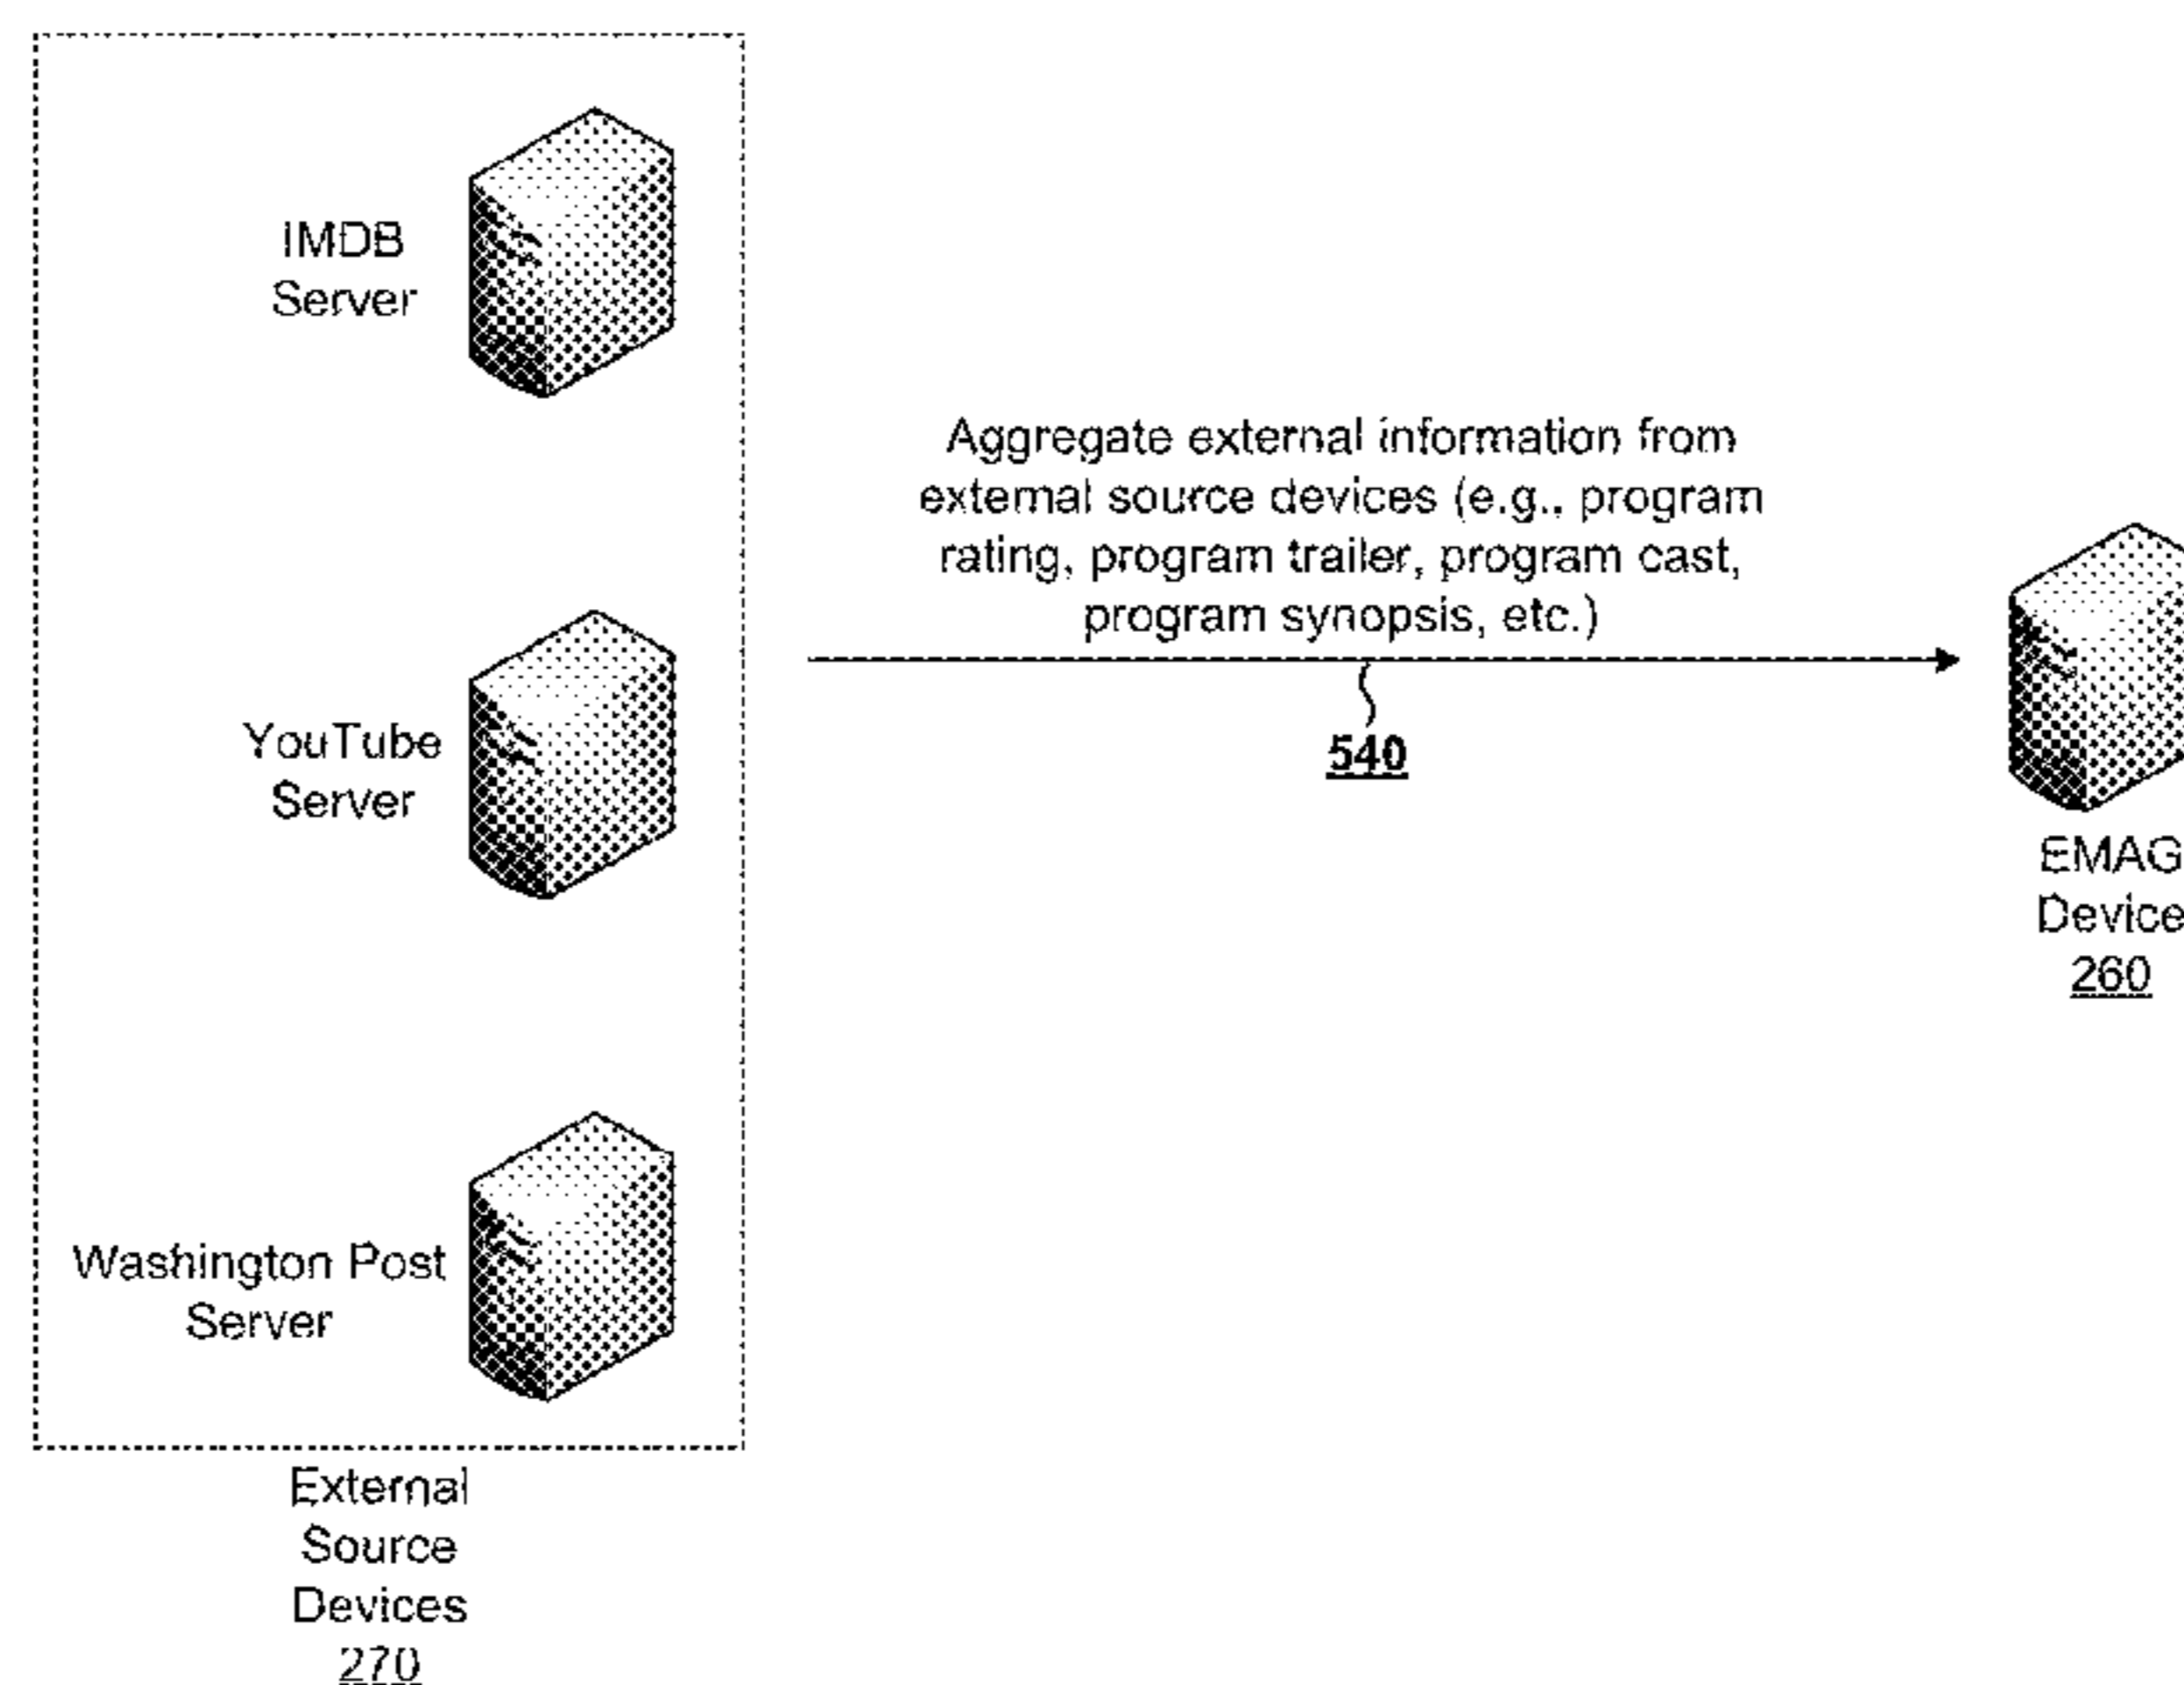 IMDB
Server
Aggregate external information from
external source devices (e.g., program
rating, program trailer, program cast,
program synopsis, etc.)
540
YouTube
Server
EMAG
Device
260
Washington Post
Server
External
Source
Devices
270